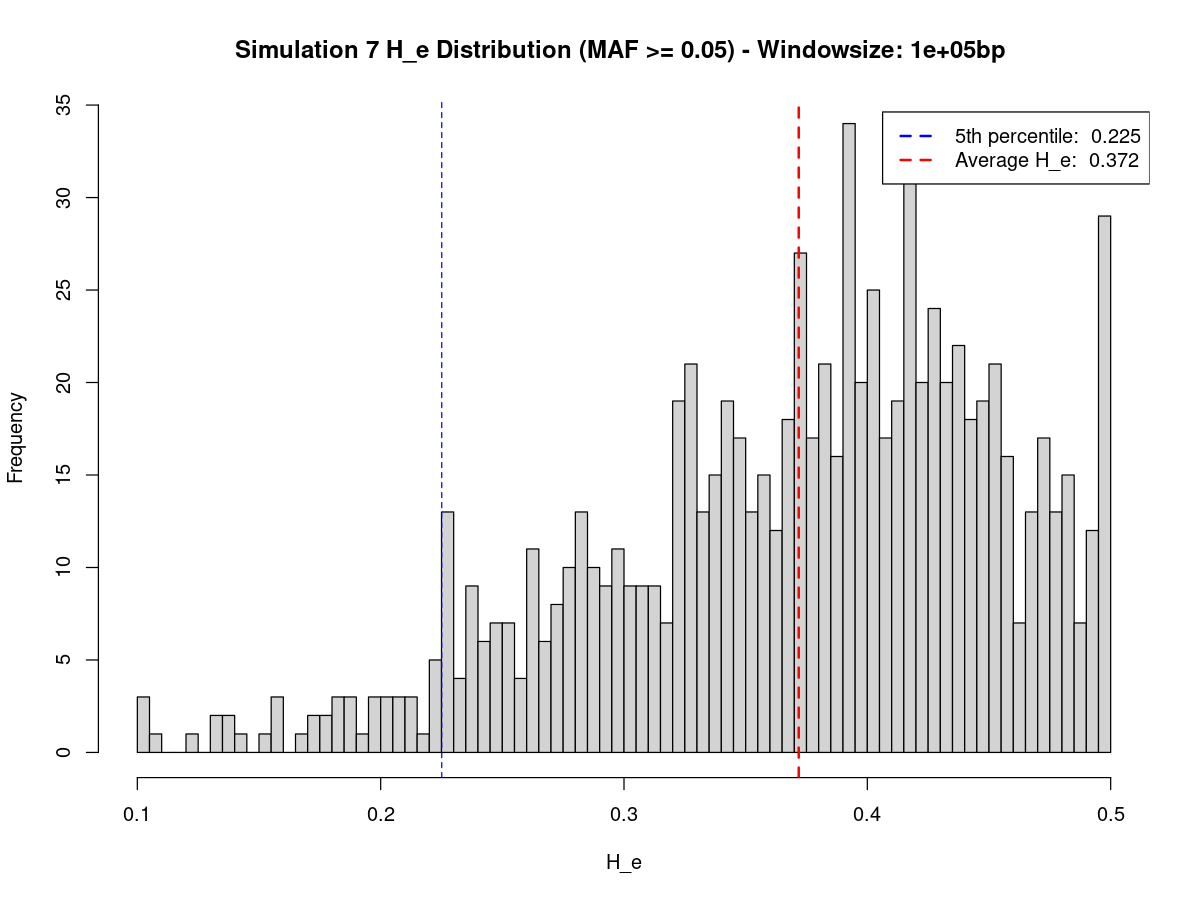 Simulation 7 H_e Distribution (MAF >= 0.05) - Windowsize: 1e+05bp
5th percentile: 0.225
Average H_e: 0.372
Frequency
35
30
25
20
15
10
5
0
0.1 0.2 0.3 0.4 0.5
H_e